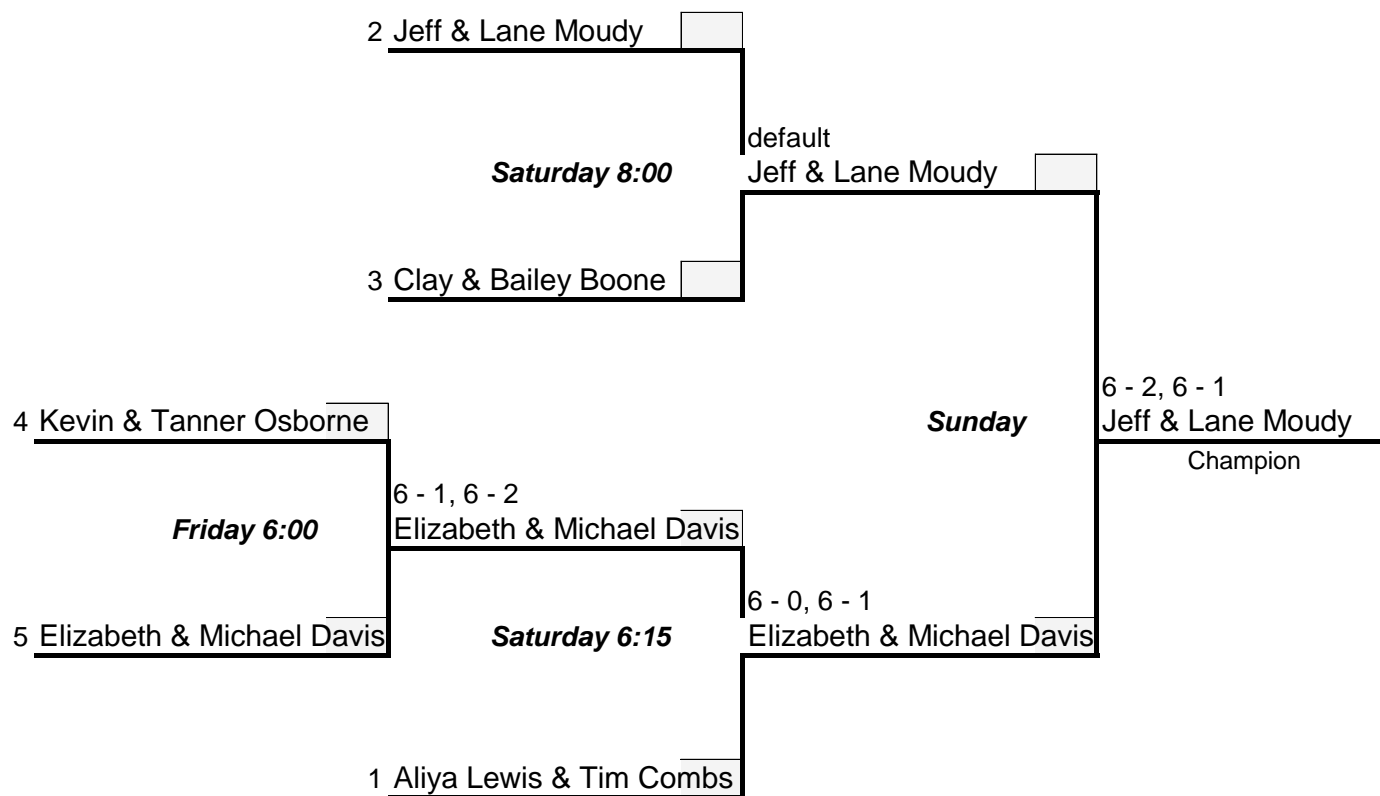 2 Jeff & Lane Moudy
default
Saturday 8:00
Jeff & Lane Moudy
3 Clay & Bailey Boone
6 - 2, 6 - 1
4 Kevin & Tanner Osborne
Sunday
Jeff & Lane Moudy
Champion
6 - 1, 6 - 2
Friday 6:00
Elizabeth & Michael Davis
6 - 0, 6 - 1
5 Elizabeth & Michael Davis
Saturday 6:15
Elizabeth & Michael Davis
1 Aliya Lewis & Tim Combs